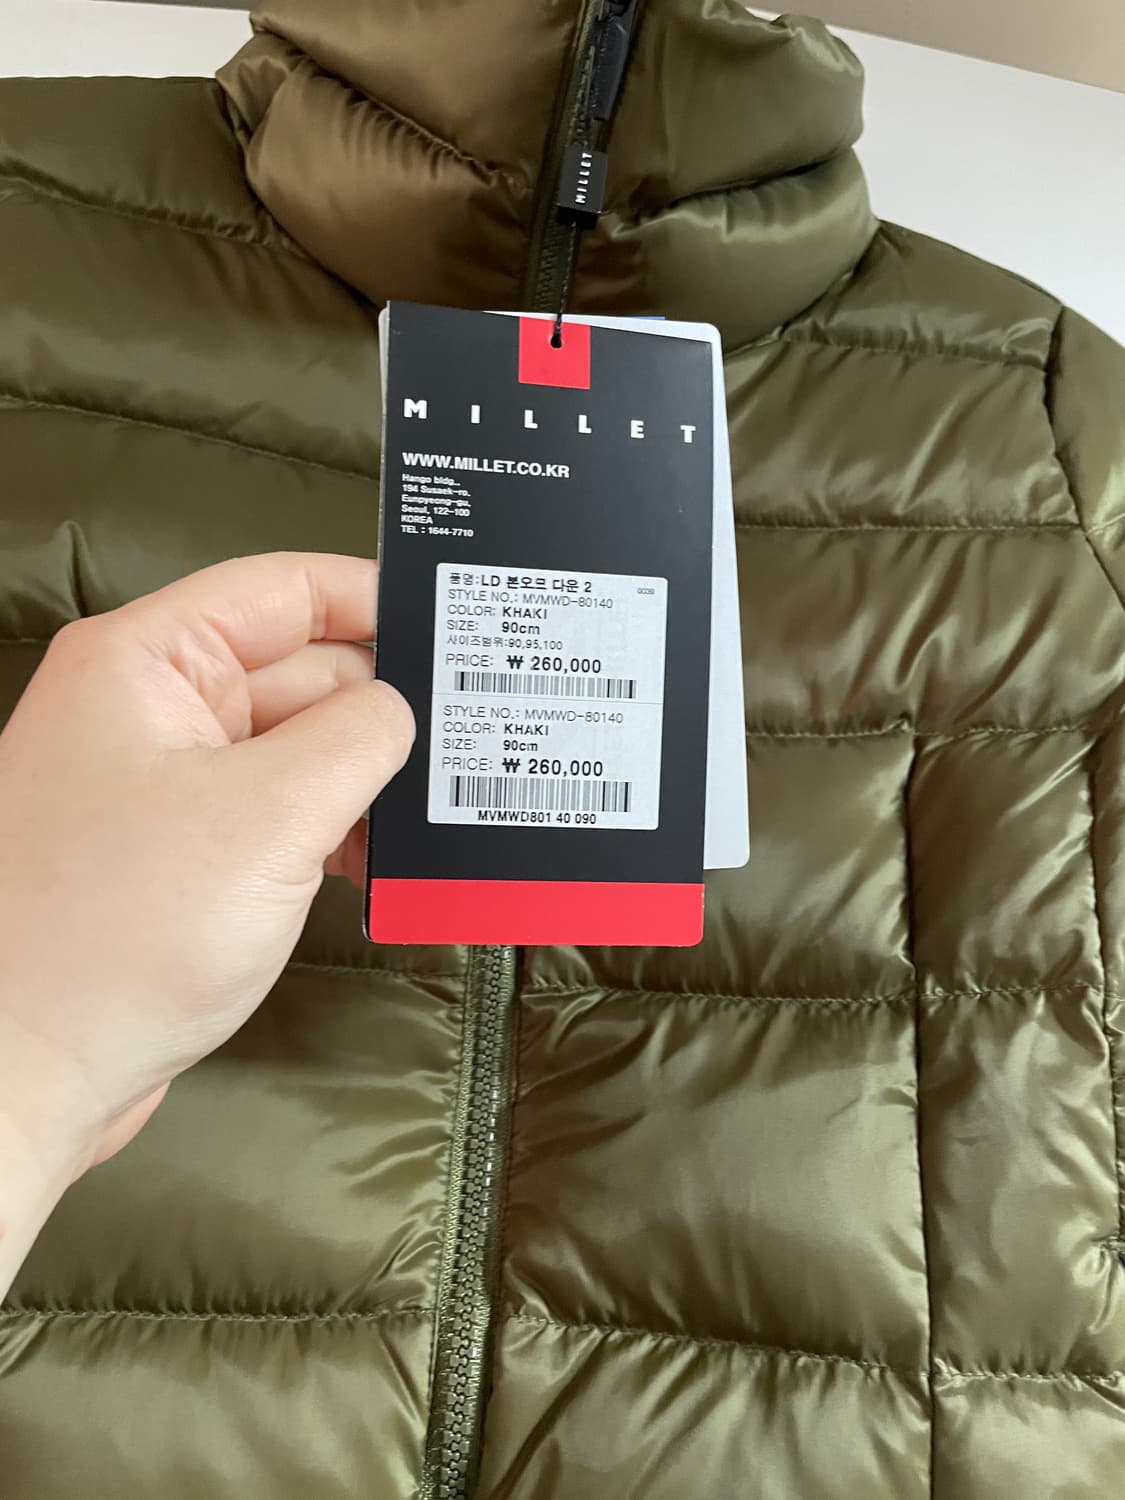 MILLET
MILLET
WWW.MILLET.CO.KR
Hango bldg.,
194 Susaek-ro,
Eunpyeong-gu,
Seoul, 122-100
KOREA
TEL : 1644-7710
품명:LD 본오므 다운 2
STYLE NO.: MVMWD-80140
COLOR: KHAKI
SIZE: 90cm
사이즈범위:90,95,100
PRICE: ₩ 260,000
STYLE NO.: MVMWD-80140
COLOR: KHAKI
SIZE: 90cm
PRICE: ₩ 260,000
MVMWD801 40 090